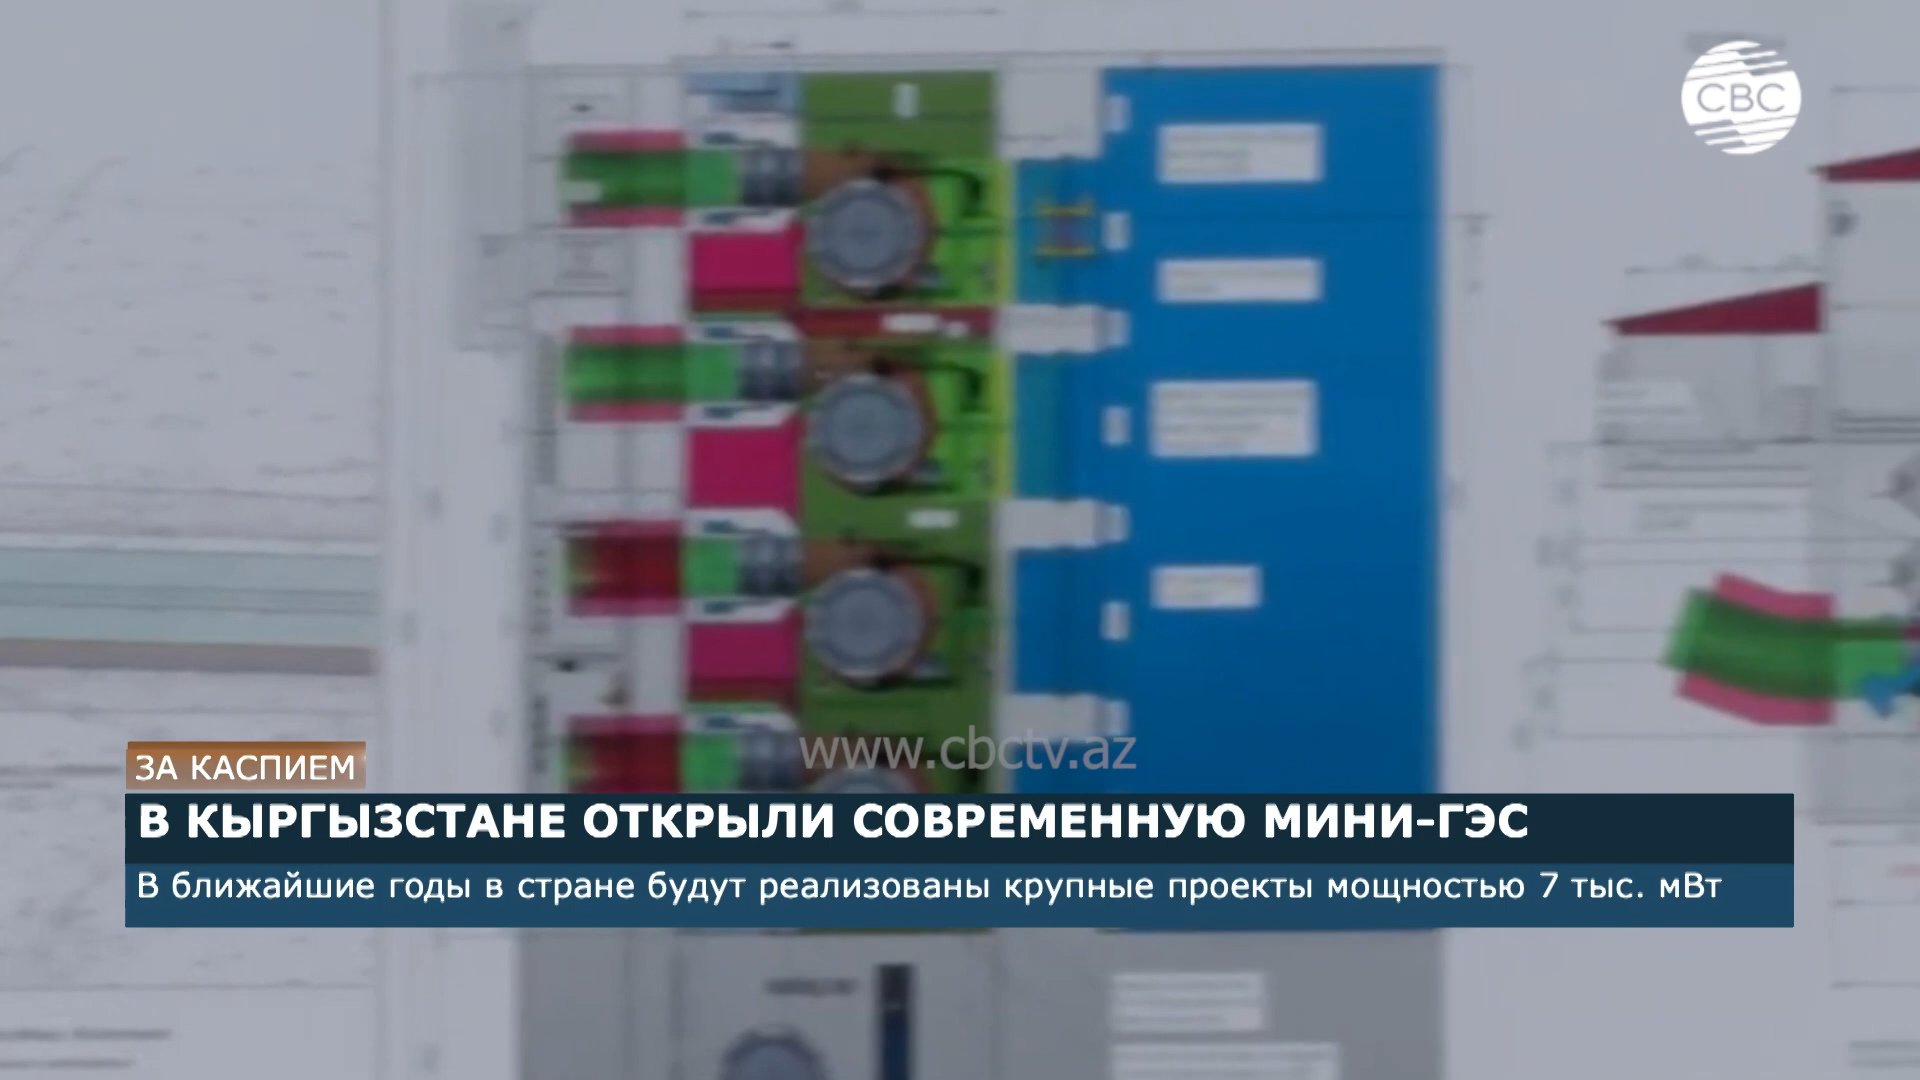 CBC
www.cbctv.az
ЗА КАСПИЕМ
В КЫРГЫЗСТАНЕ ОТКРЫЛИ СОВРЕМЕННУЮ МИНИ-ГЭС
В ближайшие годы в стране будут реализованы крупные проекты мощностью 7 тыс. мВт